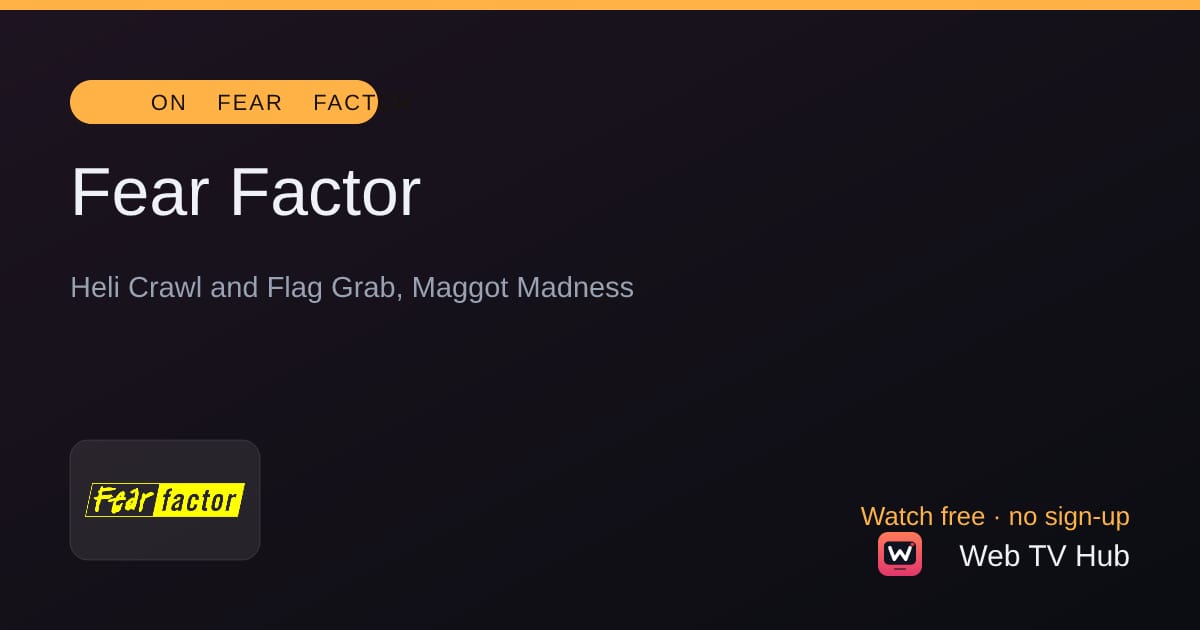 ON FEAR FACTOR
Fear Factor
Heli Crawl and Flag Grab, Maggot Madness
Fear factor
Watch free · no sign-up
W
Web TV Hub